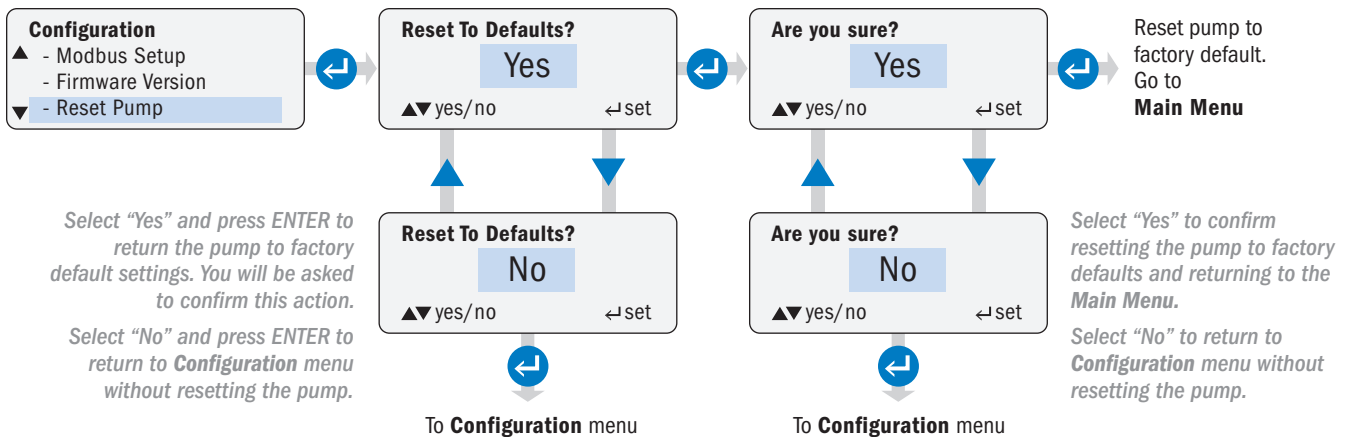 Configuration
- Modbus Setup
- Firmware Version
- Reset Pump
Reset To Defaults?
Yes
▲▼ yes/no ↵ set
Are you sure?
Yes
▲▼ yes/no ↵ set
Reset pump to
factory default.
Go to
Main Menu
Select “Yes” and press ENTER to
return the pump to factory
default settings. You will be asked
to confirm this action.
Select “No” and press ENTER to
return to Configuration menu
without resetting the pump.
Reset To Defaults?
No
▲▼ yes/no ↵ set
To Configuration menu
Are you sure?
No
▲▼ yes/no ↵ set
To Configuration menu
Select “Yes” to confirm
resetting the pump to factory
defaults and returning to the
Main Menu.
Select “No” to return to
Configuration menu without
resetting the pump.